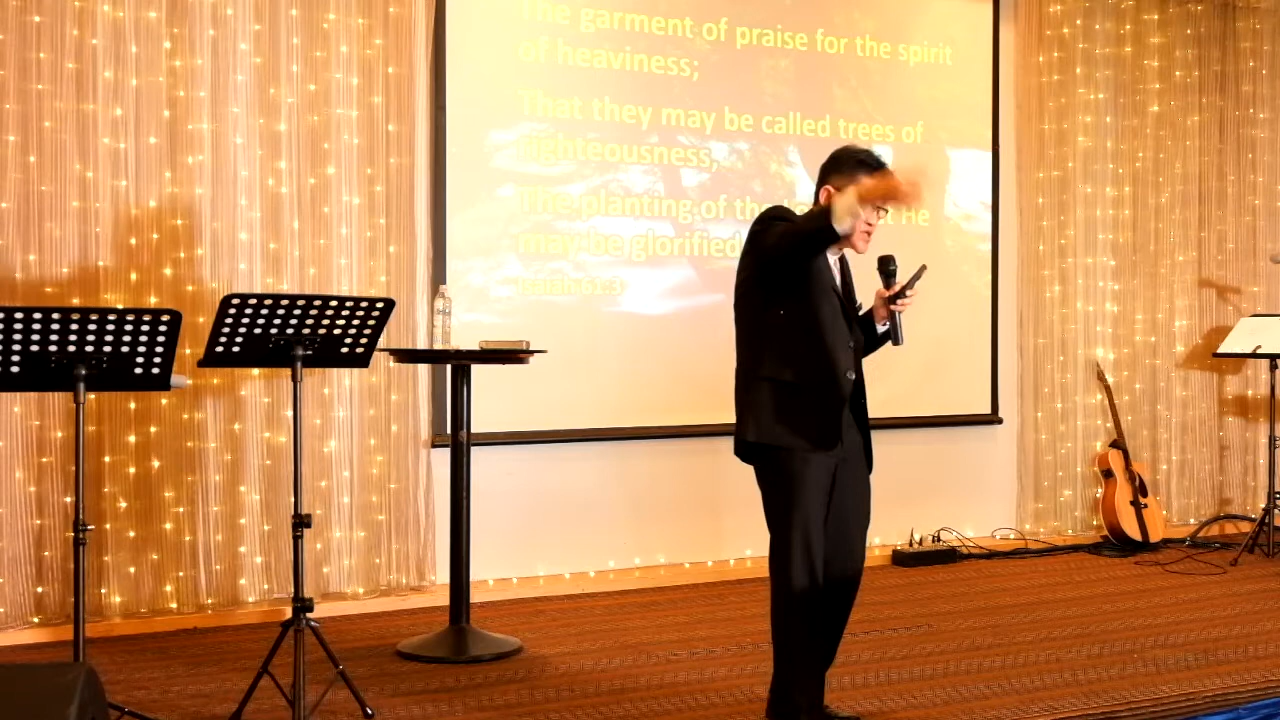 The garment of praise for the spirit
of heaviness;
That they may be called trees of
righteousness,
The planting of the He
may be glorified
Isaiah 61:3